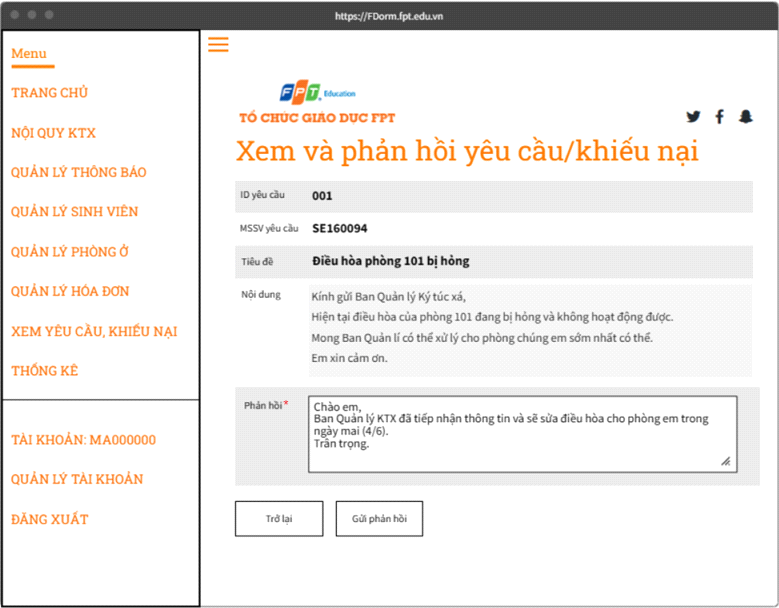 https://FDorm.fpt.edu.vn
Menu
TRANG CHỦ
NỘI QUY KTX
QUẢN LÝ THÔNG BÁO
QUẢN LÝ SINH VIÊN
QUẢN LÝ PHÒNG Ở
QUẢN LÝ HÓA ĐƠN
XEM YÊU CẦU, KHIẾU NẠI
THỐNG KÊ
TÀI KHOẢN: MA000000
QUẢN LÝ TÀI KHOẢN
ĐĂNG XUẤT
FPT Education
TỔ CHỨC GIÁO DỤC FPT
Xem và phản hồi yêu cầu/khiếu nại
ID yêu cầu 001
MSSV yêu cầu SE160094
Tiêu đề Điều hòa phòng 101 bị hỏng
Nội dung Kính gửi Ban Quản lý Ký túc xá,
Hiện tại điều hòa của phòng 101 đang bị hỏng và không hoạt động được.
Mong Ban Quản lí có thể xử lý cho phòng chúng em sớm nhất có thể.
Em xin cảm ơn.
Phản hồi* Chào em,
Ban Quản lý KTX đã tiếp nhận thông tin và sẽ sửa điều hòa cho phòng em trong
ngày mai (4/6).
Trân trọng.
Trở lại Gửi phản hồi